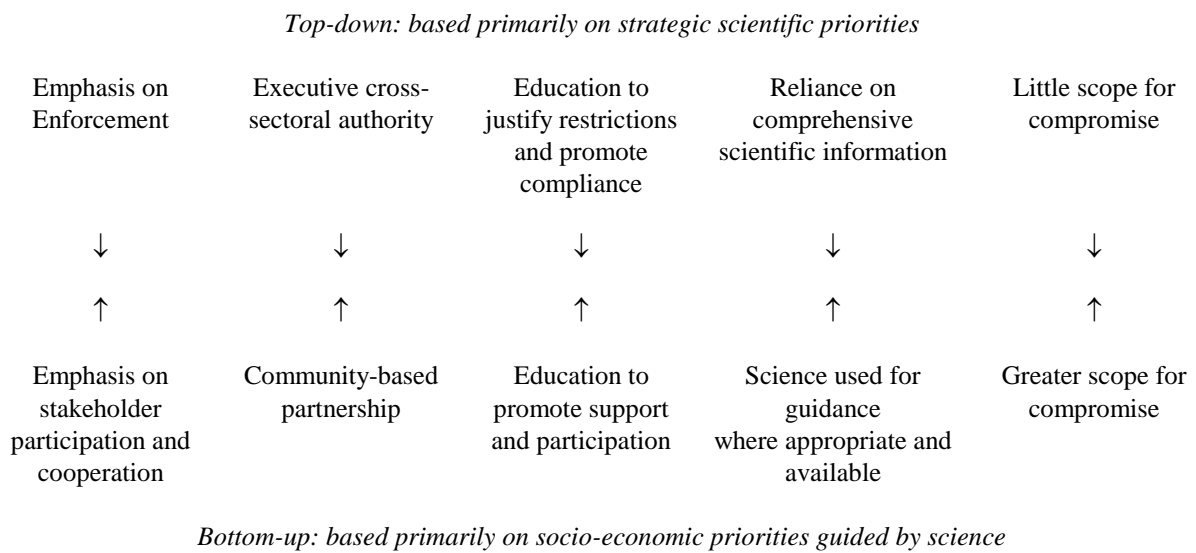 Top-down: based primarily on strategic scientific priorities
Emphasis on
Enforcement
Executive cross-
sectoral authority
Education to
justify restrictions
and promote
compliance
Reliance on
comprehensive
scientific information
Little scope for
compromise
↓ ↓ ↓ ↓ ↓
↑ ↑ ↑ ↑ ↑
Emphasis on
stakeholder
participation and
cooperation
Community-based
partnership
Education to
promote support
and participation
Science used for
guidance
where appropriate and
available
Greater scope for
compromise
Bottom-up: based primarily on socio-economic priorities guided by science